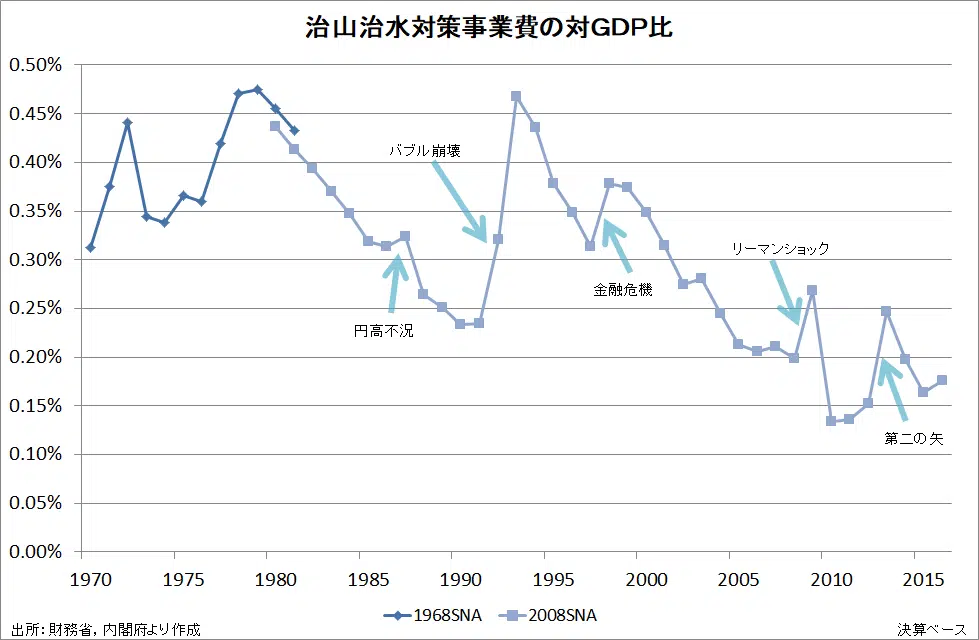 治山治水対策事業費の対GDP比
0.50%
0.45%
0.40%
0.35%
0.30%
0.25%
0.20%
0.15%
0.10%
0.05%
0.00%
バブル崩壊
円高不況
金融危機
リーマンショック
第二の矢
1970 1975 1980 1985 1990 1995 2000 2005 2010 2015
1968SNA 2008SNA
出所：財務省，内閣府より作成
決算ベース